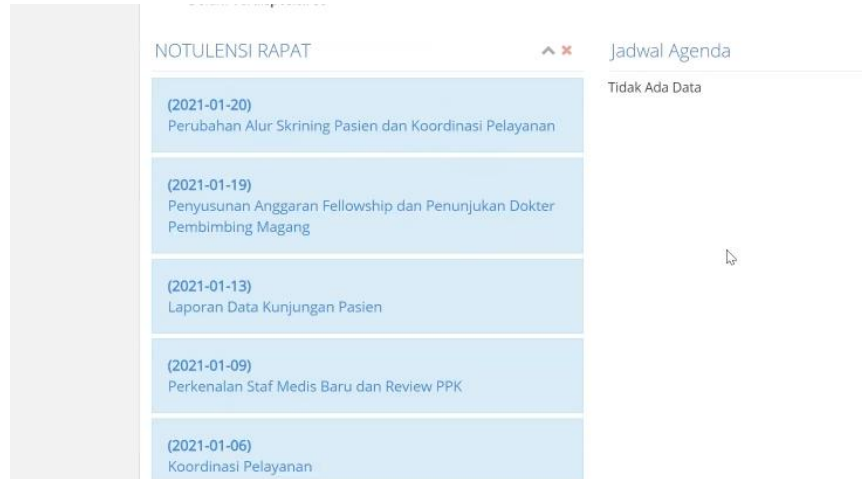 NOTULENSI RAPAT
(2021-01-20)
Perubahan Alur Skrining Pasien dan Koordinasi Pelayanan
(2021-01-19)
Penyusunan Anggaran Fellowship dan Penunjukan Dokter
Pembimbing Magang
(2021-01-13)
Laporan Data Kunjungan Pasien
(2021-01-09)
Perkenalan Staf Medis Baru dan Review PPK
(2021-01-06)
Koordinasi Pelayanan
Jadwal Agenda
Tidak Ada Data